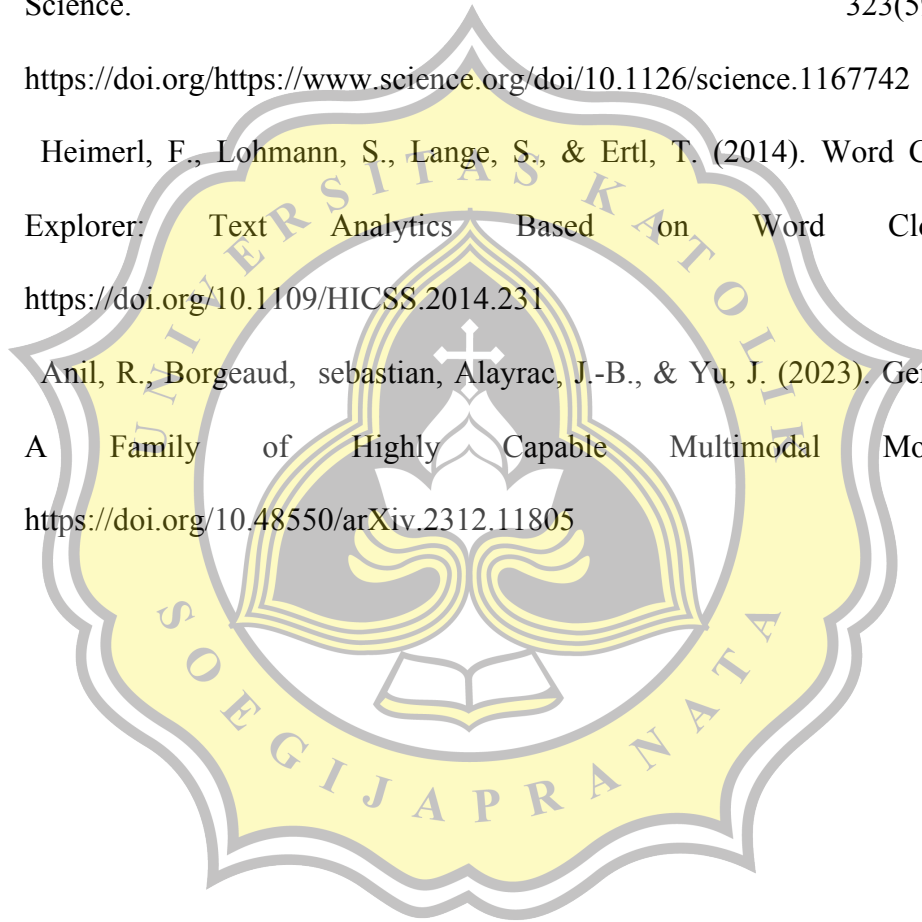 Science. 323(5
https://doi.org/https://www.science.org/doi/10.1126/science.1167742
Heimerl, F., Lohmann, S., Lange, S., & Ertl, T. (2014). Word C
Explorer: Text Analytics Based on Word Cl
https://doi.org/10.1109/HICSS.2014.231
Anil, R., Borgeaud, sebastian, Alayrac, J.-B., & Yu, J. (2023). Ge
A Family of Highly Capable Multimodal Mo
https://doi.org/10.48550/arXiv.2312.11805
UNIVERSITAS KATOLIK
SOEGIJAPRANATA